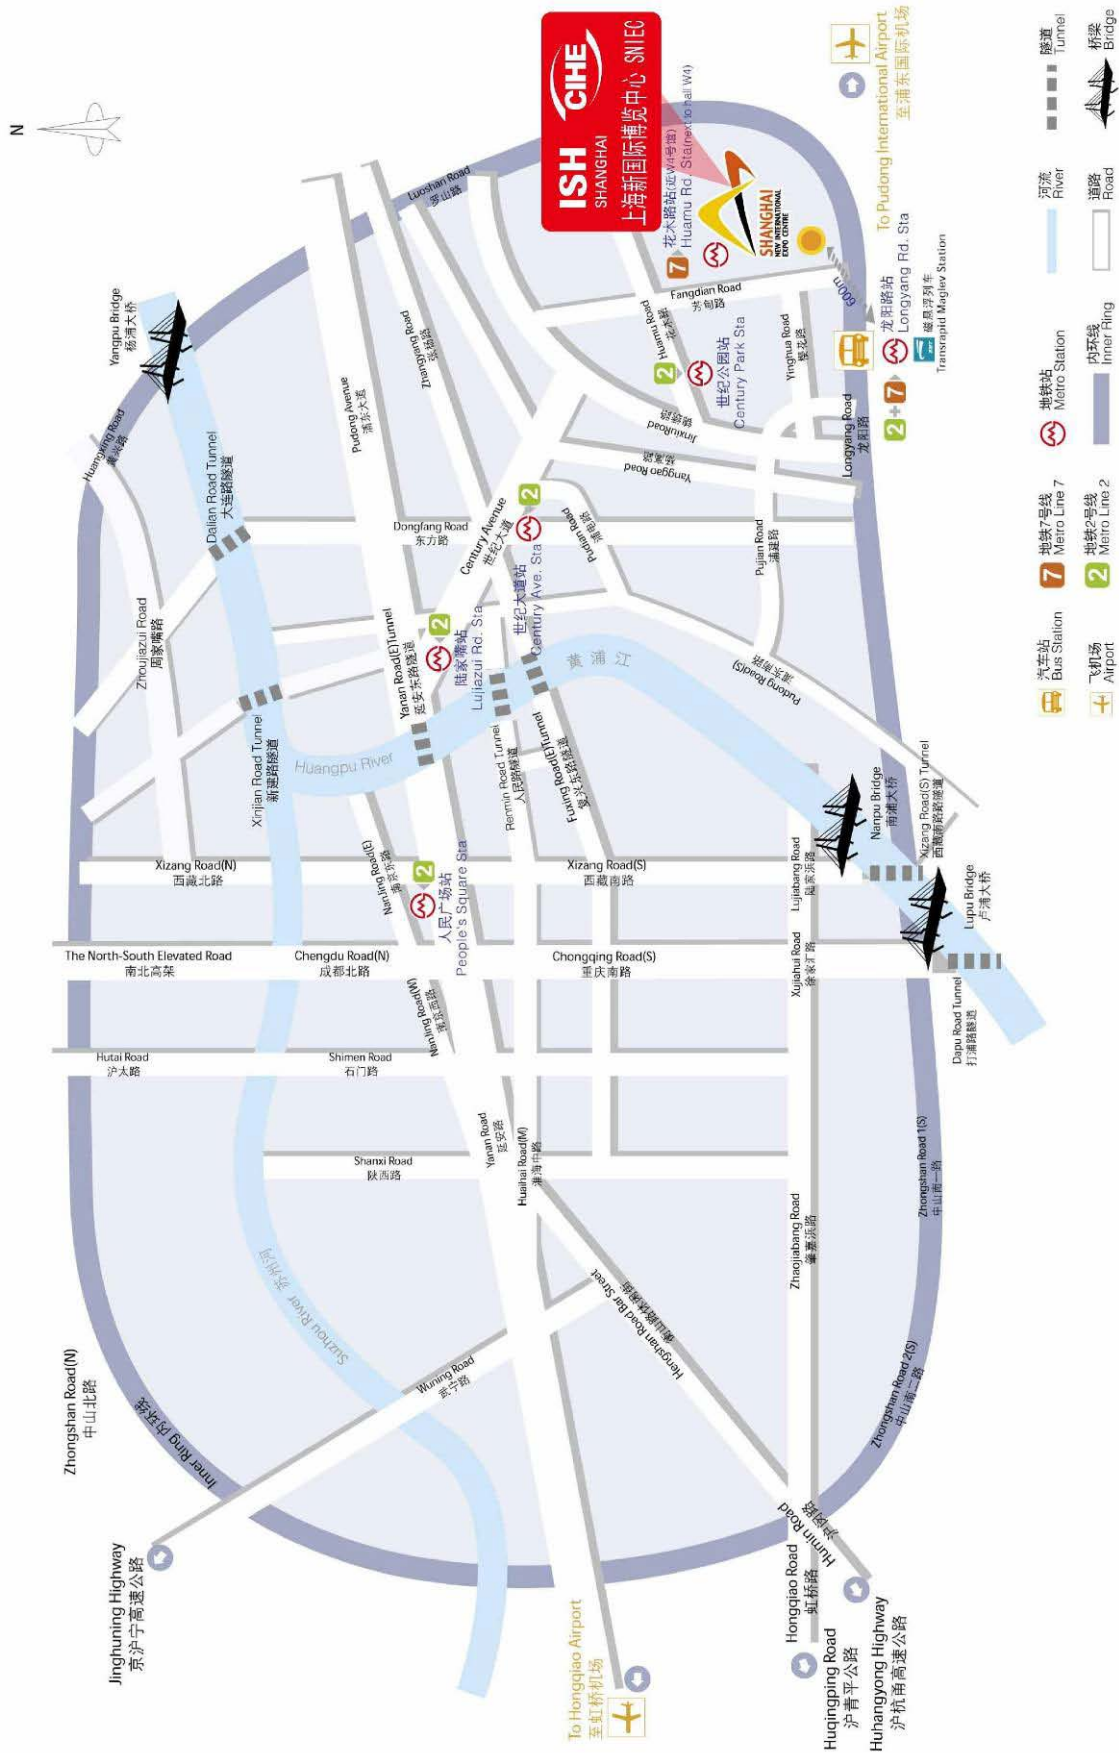 N
Yangpu Bridge
杨浦大桥
Huangxing Road
黄兴路
Dalian Road Tunnel
大连路隧道
Zhoujiazui Road
周家嘴路
Xinjian Road Tunnel
新建路隧道
Luoshan Road
罗山路
ISH
SHANGHAI
CIHE
上海新国际博览中心 SNIEC
Pudong Avenue
浦东大道
Zhangyang Road
张杨路
7
花木路站(近W4号馆)
Huamu Rd. Sta(next to hall W4)
SHANGHAI
NEW INTERNATIONAL
EXPO CENTRE
Fangdian Road
芳甸路
Huamu Road
花木路
2
世纪公园站
Century Park Sta
Yinghua Road
樱花路
600m
To Pudong International Airport
至浦东国际机场
2+7
龙阳路站
Longyang Rd. Sta
磁悬浮列车
Transrapid Maglev Station
Longyang Road
龙阳路
JinxiuRoad
锦绣路
Yanggao Road
杨高路
Century Avenue
世纪大道
2
世纪大道站
Century Ave. Sta
Dongfang Road
东方路
Pudian Road
浦电路
Pujian Road
浦建路
Pudong Road(S)
浦东南路
2
陆家嘴站
Lujiazui Rd. Sta
Yanan Road(E)Tunnel
延安东路隧道
Renmin Road Tunnel
人民路隧道
Fuxing Road(E)Tunnel
复兴东路隧道
黄浦江
Huangpu River
Nanpu Bridge
南浦大桥
Xizang Road(S) Tunnel
西藏南路隧道
Lupu Bridge
卢浦大桥
Dapu Road Tunnel
打浦路隧道
Xizang Road(N)
西藏北路
NanJing Road(E)
南京东路
2
人民广场站
People's Square Sta
Xizang Road(S)
西藏南路
Lujiabang Road
陆家浜路
The North-South Elevated Road
南北高架
Chengdu Road(N)
成都北路
Chongqing Road(S)
重庆南路
Xujiahui Road
徐家汇路
NanJing Road(W)
南京西路
Hutai Road
沪太路
Shimen Road
石门路
Shanxi Road
陕西路
Yanan Road
延安路
Huaihai Road(M)
淮海中路
Zhaojiabang Road
肇嘉浜路
Zhongshan Road 1(S)
中山南一路
Zhongshan Road 2(S)
中山南二路
Hengshan Road Bar Street
衡山路休闲街
Suzhou River 苏州河
Wuning Road
武宁路
Zhongshan Road(N)
中山北路
Inner Ring 内环线
Jinghuning Highway
京沪宁高速公路
To Hongqiao Airport
至虹桥机场
Hongqiao Road
虹桥路
Humin Road
沪闵路
Huqingping Road
沪青平公路
Huhangyong Highway
沪杭甬高速公路
汽车站
Bus Station
7
地铁7号线
Metro Line 7
地铁站
Metro Station
河流
River
隧道
Tunnel
飞机场
Airport
2
地铁2号线
Metro Line 2
内环线
Inner Ring
道路
Road
桥梁
Bridge